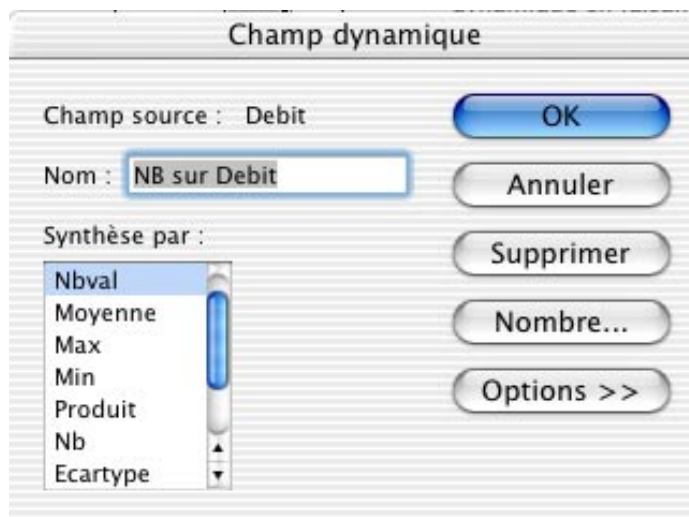 Champ dynamique
Champ source : Debit
OK
Nom : NB sur Debit
Annuler
Synthèse par :
Supprimer
Nbval
Moyenne
Nombre...
Max
Min
Options >>
Produit
Nb
Ecartype